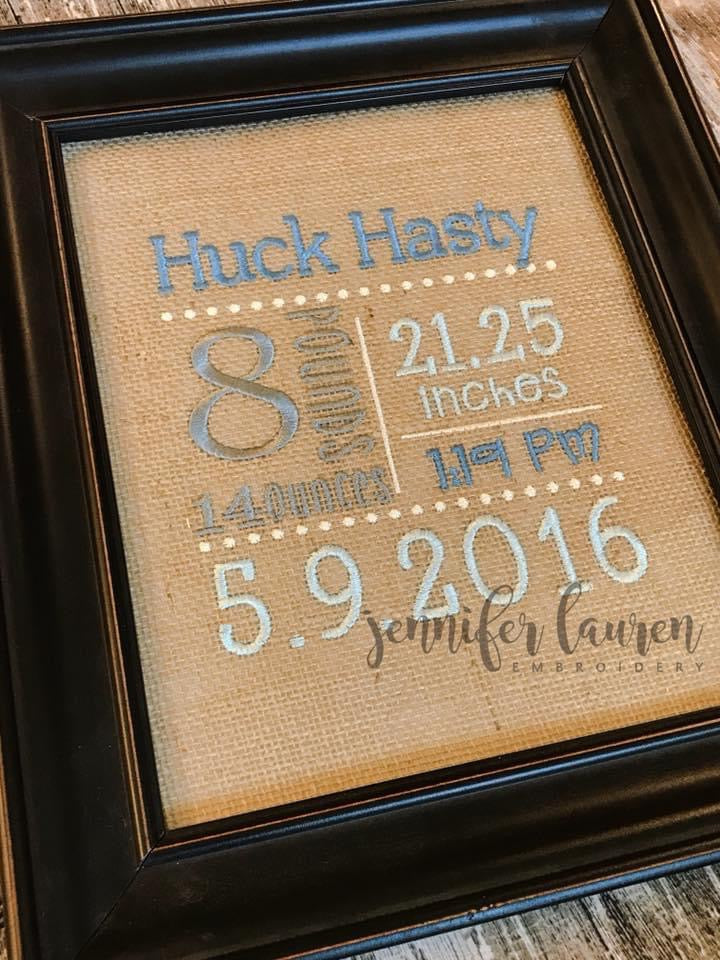 Huck Hasty
8 POUNDS
14 OUNCES
21.25
inches
1:19 Pm
5.9.2016
jennifer lauren
EMBROIDERY